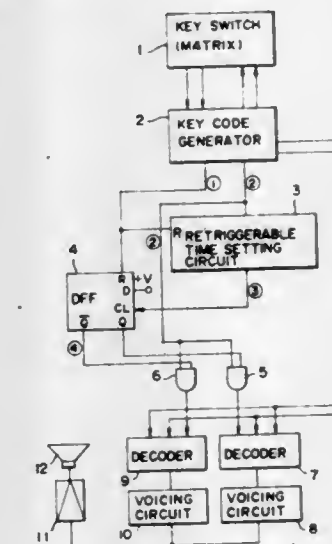 KEY SWITCH
(MATRIX)
1
2
KEY CODE
GENERATOR
① ②
3
4
② R RETRIGGERABLE
TIME SETTING
CIRCUIT
R +V
D
DFF
CL
Q̅ Q
③
④
6 5
DECODER DECODER
12
9 7
VOICING
CIRCUIT
VOICING
CIRCUIT
11 10 8